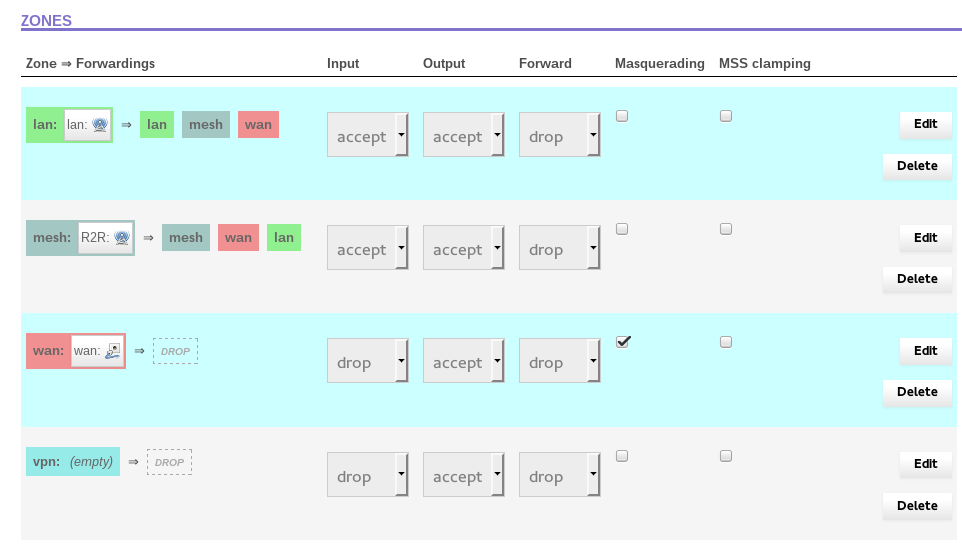 ZONES
Zone ⇒ Forwardings Input Output Forward Masquerading MSS clamping
lan: lan: ⇒ lan mesh wan accept accept drop Edit
Delete
mesh: R2R: ⇒ mesh wan lan accept accept drop Edit
Delete
wan: wan: ⇒ DROP drop accept drop Edit
Delete
vpn: (empty) ⇒ DROP drop accept drop Edit
Delete